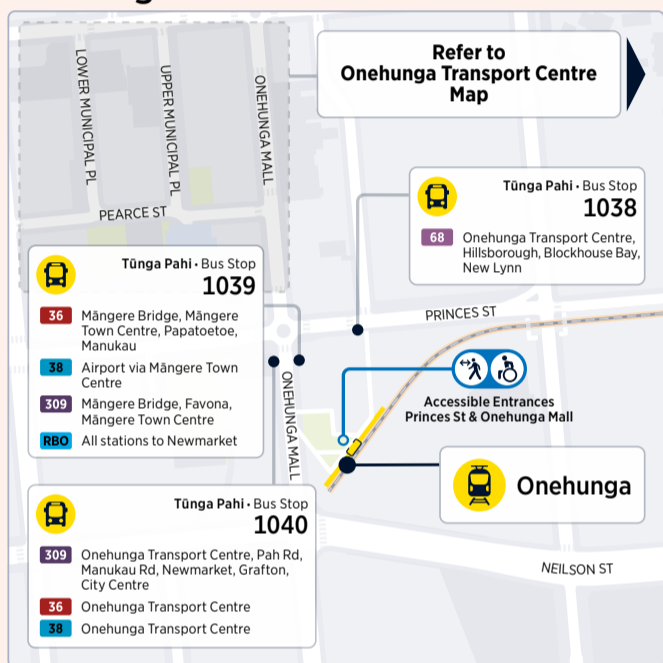 Refer to
Onehunga Transport Centre
Map
LOWER MUNICIPAL PL
UPPER MUNICIPAL PL
ONEHUNGA MALL
PEARCE ST
Tūnga Pahi • Bus Stop
1038
68 Onehunga Transport Centre,
Hillsborough, Blockhouse Bay,
New Lynn
Tūnga Pahi • Bus Stop
1039
36 Māngere Bridge, Māngere
Town Centre, Papatoetoe,
Manukau
38 Airport via Māngere Town
Centre
309 Māngere Bridge, Favona,
Māngere Town Centre
RBO All stations to Newmarket
PRINCES ST
ONEHUNGA MALL
Accessible Entrances
Princes St & Onehunga Mall
Onehunga
Tūnga Pahi • Bus Stop
1040
309 Onehunga Transport Centre, Pah Rd,
Manukau Rd, Newmarket, Grafton,
City Centre
36 Onehunga Transport Centre
38 Onehunga Transport Centre
NEILSON ST